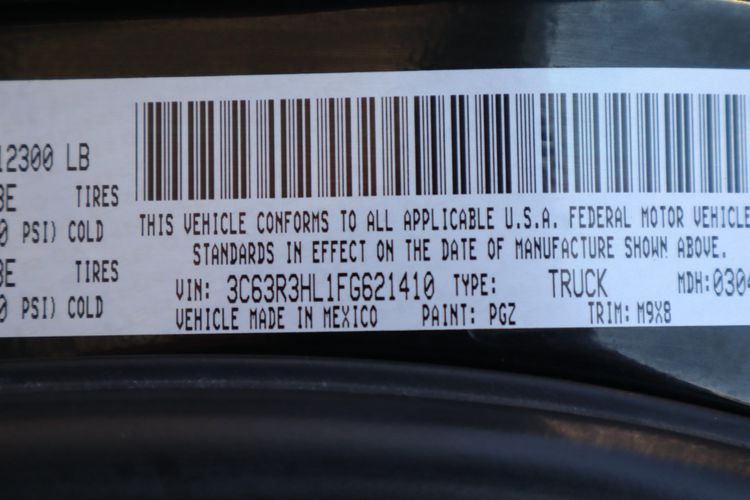 12300 LB
TIRES
PSI) COLD
TIRES
PSI) COLD
THIS VEHICLE CONFORMS TO ALL APPLICABLE U.S.A. FEDERAL MOTOR VEHICLE
STANDARDS IN EFFECT ON THE DATE OF MANUFACTURE SHOWN ABOVE.
VIN: 3C63R3HL1FG621410 TYPE: TRUCK MDH:0304
VEHICLE MADE IN MEXICO PAINT: PGZ TRIM: M9X8